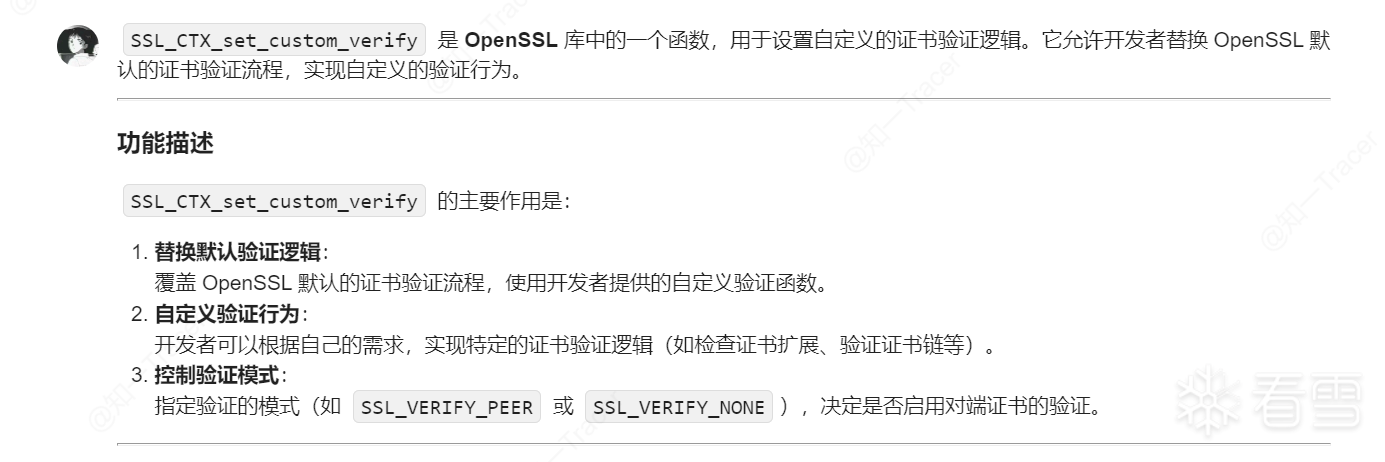 SSL_CTX_set_custom_verify 是 OpenSSL 库中的一个函数，用于设置自定义的证书验证逻辑。它允许开发者替换 OpenSSL 默
认的证书验证流程，实现自定义的验证行为。
功能描述
SSL_CTX_set_custom_verify 的主要作用是：
1. 替换默认验证逻辑：
覆盖 OpenSSL 默认的证书验证流程，使用开发者提供的自定义验证函数。
2. 自定义验证行为：
开发者可以根据自己的需求，实现特定的证书验证逻辑（如检查证书扩展、验证证书链等）。
3. 控制验证模式：
指定验证的模式（如 SSL_VERIFY_PEER 或 SSL_VERIFY_NONE ），决定是否启用对端证书的验证。
@知一Tracer
@知一Tracer
看雪